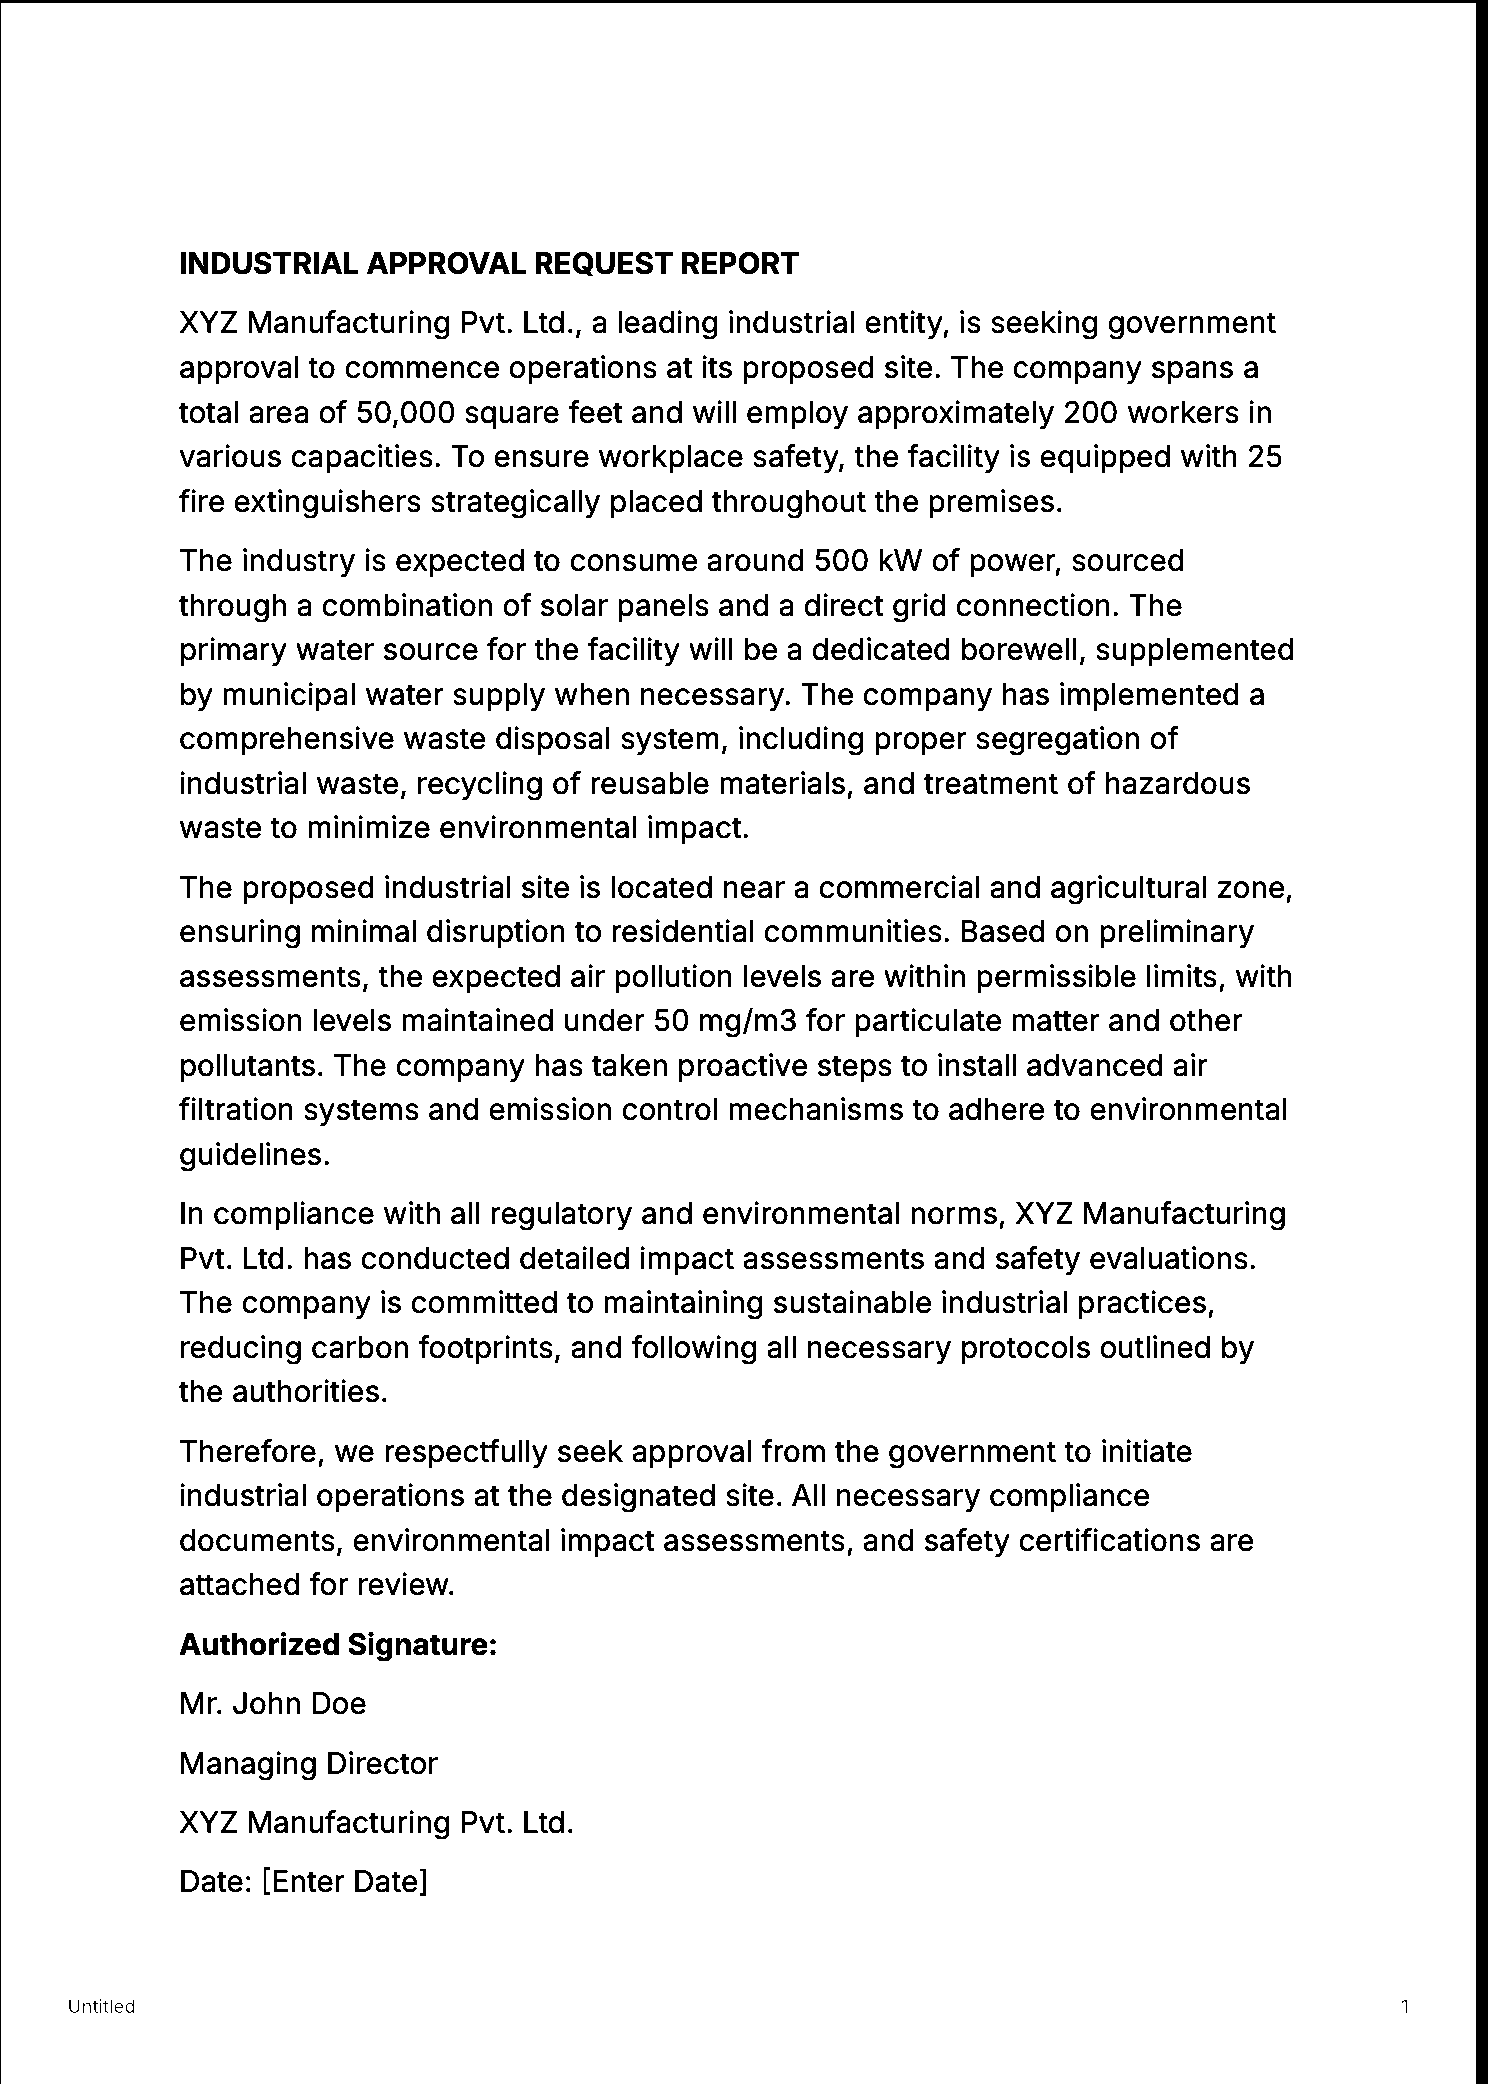 INDUSTRIAL APPROVAL REQUEST REPORT
XYZ Manufacturing Pvt. Ltd., a leading industrial entity, is seeking government
approval to commence operations at its proposed site. The company spans a
total area of 50,000 square feet and will employ approximately 200 workers in
various capacities. To ensure workplace safety, the facility is equipped with 25
fire extinguishers strategically placed throughout the premises.
The industry is expected to consume around 500 kW of power, sourced
through a combination of solar panels and a direct grid connection. The
primary water source for the facility will be a dedicated borewell, supplemented
by municipal water supply when necessary. The company has implemented a
comprehensive waste disposal system, including proper segregation of
industrial waste, recycling of reusable materials, and treatment of hazardous
waste to minimize environmental impact.
The proposed industrial site is located near a commercial and agricultural zone,
ensuring minimal disruption to residential communities. Based on preliminary
assessments, the expected air pollution levels are within permissible limits, with
emission levels maintained under 50 mg/m3 for particulate matter and other
pollutants. The company has taken proactive steps to install advanced air
filtration systems and emission control mechanisms to adhere to environmental
guidelines.
In compliance with all regulatory and environmental norms, XYZ Manufacturing
Pvt. Ltd. has conducted detailed impact assessments and safety evaluations.
The company is committed to maintaining sustainable industrial practices,
reducing carbon footprints, and following all necessary protocols outlined by
the authorities.
Therefore, we respectfully seek approval from the government to initiate
industrial operations at the designated site. All necessary compliance
documents, environmental impact assessments, and safety certifications are
attached for review.
Authorized Signature:
Mr. John Doe
Managing Director
XYZ Manufacturing Pvt. Ltd.
Date: [Enter Date]
Untitled 1